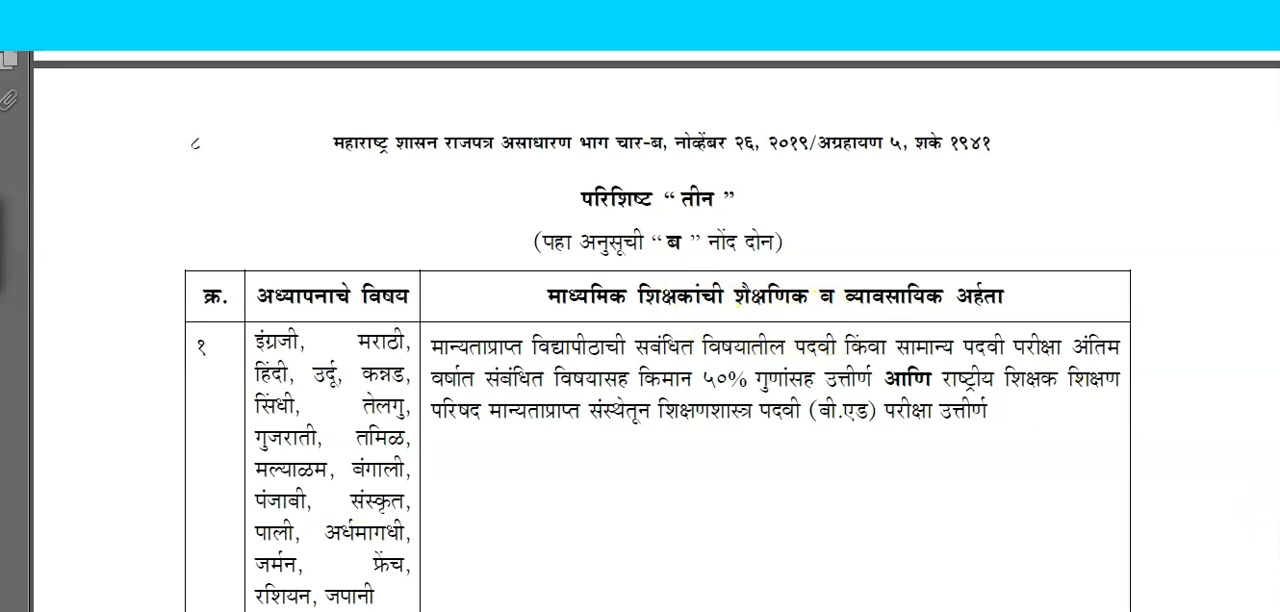 ८ महाराष्ट्र शासन राजपत्र असाधारण भाग चार-ब, नोव्हेंबर २६, २०१९/अग्रहायण ५, शके १९४१
परिशिष्ट “ तीन ”
(पहा अनुसूची “ ब ” नोंद दोन)
क्र. अध्यापनाचे विषय माध्यमिक शिक्षकांची शैक्षणिक व व्यावसायिक अर्हता
१
इंग्रजी, मराठी,
हिंदी, उर्दू, कन्नड,
सिंधी, तेलगु,
गुजराती, तमिळ,
मल्याळम, बंगाली,
पंजाबी, संस्कृत,
पाली, अर्धमागधी,
जर्मन, फ्रेंच,
रशियन, जपानी
मान्यताप्राप्त विद्यापीठाची सबंधित विषयातील पदवी किंवा सामान्य पदवी परीक्षा अंतिम
वर्षात संबंधित विषयासह किमान ५०% गुणांसह उत्तीर्ण आणि राष्ट्रीय शिक्षक शिक्षण
परिषद मान्यताप्राप्त संस्थेतून शिक्षणशास्त्र पदवी (बी.एड) परीक्षा उत्तीर्ण